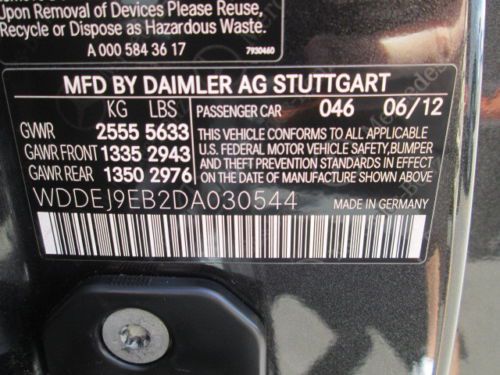 Upon Removal of Devices Please Reuse,
Recycle or Dispose as Hazardous Waste.
A 000 584 36 17
7930460
MFD BY DAIMLER AG STUTTGART
KG LBS PASSENGER CAR 046 06/12
GVWR 2555 5633
GAWR FRONT 1335 2943
GAWR REAR 1350 2976
THIS VEHICLE CONFORMS TO ALL APPLICABLE
U.S. FEDERAL MOTOR VEHICLE SAFETY, BUMPER
AND THEFT PREVENTION STANDARDS IN EFFECT
ON THE DATE OF MANUFACTURE SHOWN ABOVE
WDDEJ9EB2DA030544 MADE IN GERMANY